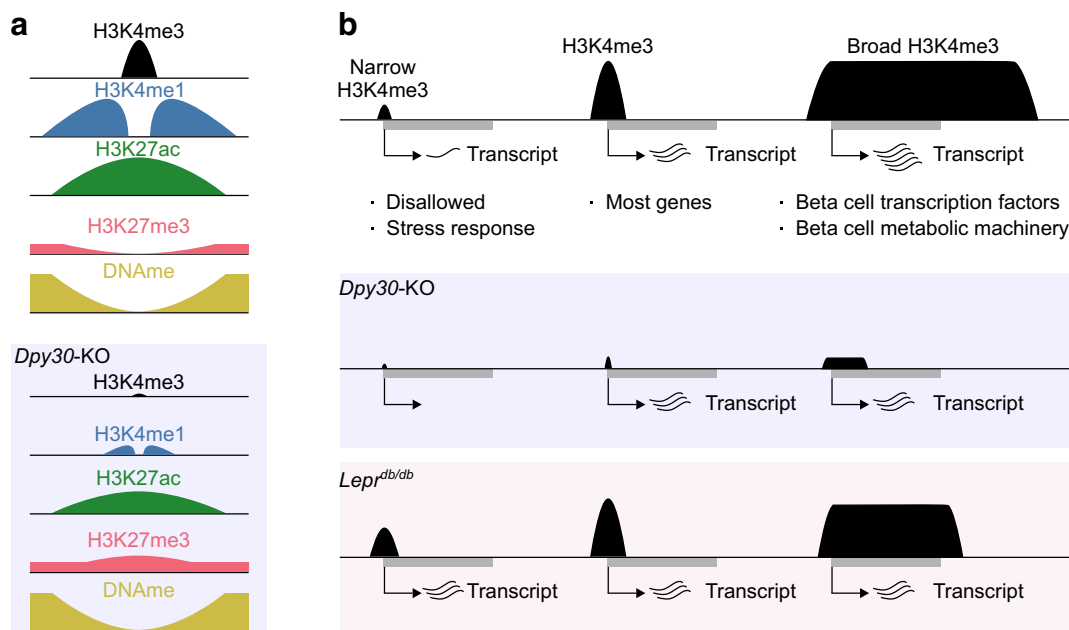 a
H3K4me3
H3K4me1
H3K27ac
H3K27me3
DNAme
Dpy30-KO
H3K4me3
H3K4me1
H3K27ac
H3K27me3
DNAme
b
Narrow
H3K4me3
H3K4me3
Broad H3K4me3
Transcript
Transcript
Transcript
· Disallowed
· Stress response
· Most genes
· Beta cell transcription factors
· Beta cell metabolic machinery
Dpy30-KO
Transcript
Transcript
Lepr^db/db
Transcript
Transcript
Transcript